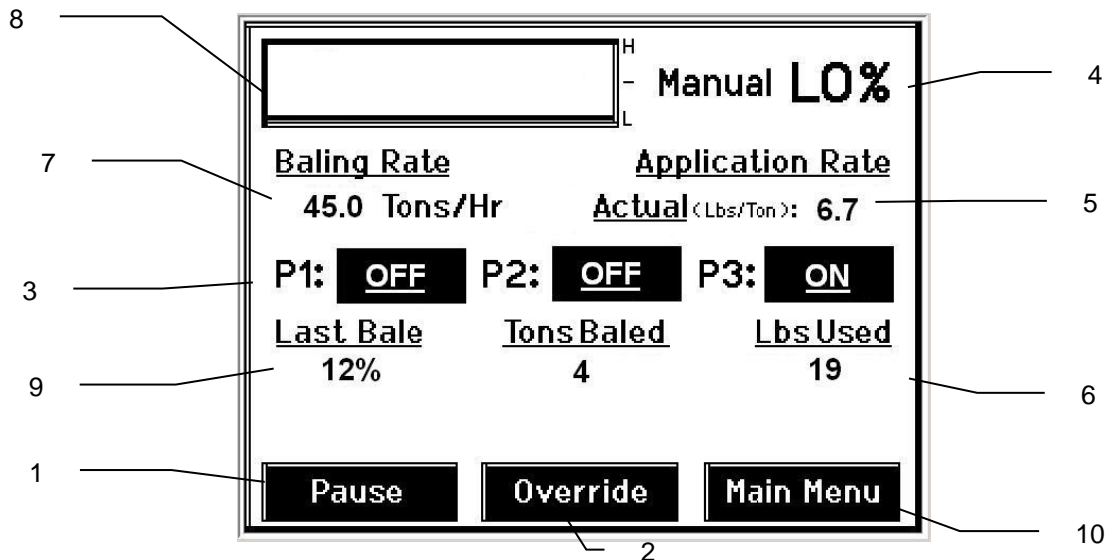 8
H
Manual LO%
–
4
L
7
Baling Rate Application Rate
45.0 Tons/Hr Actual (Lbs/Ton): 6.7
5
3
P1: OFF P2: OFF P3: ON
Last Bale Tons Baled Lbs Used
12% 4 19
9
6
1
Pause Override Main Menu
10
2